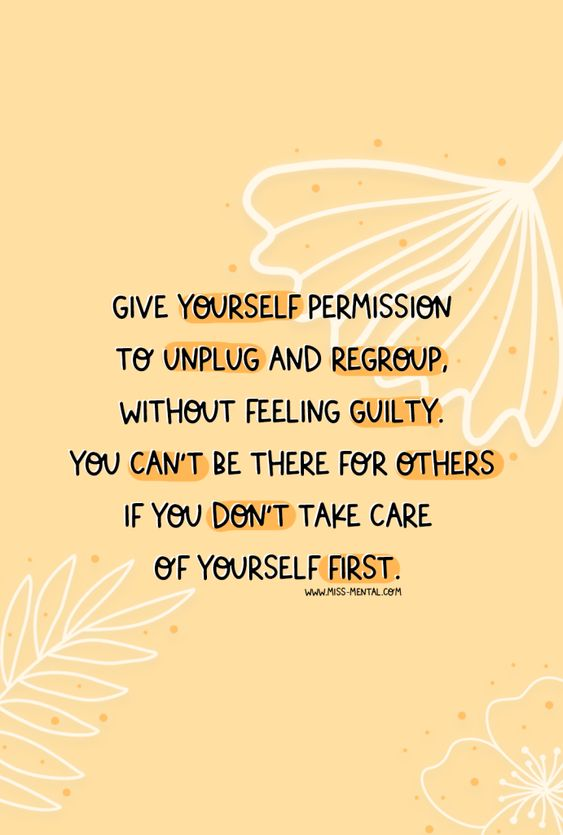 GIVE YOURSELF PERMISSION
TO UNPLUG AND REGROUP,
WITHOUT FEELING GUILTY.
YOU CAN'T BE THERE FOR OTHERS
IF YOU DON'T TAKE CARE
OF YOURSELF FIRST.
WWW.MISS-MENTAL.COM